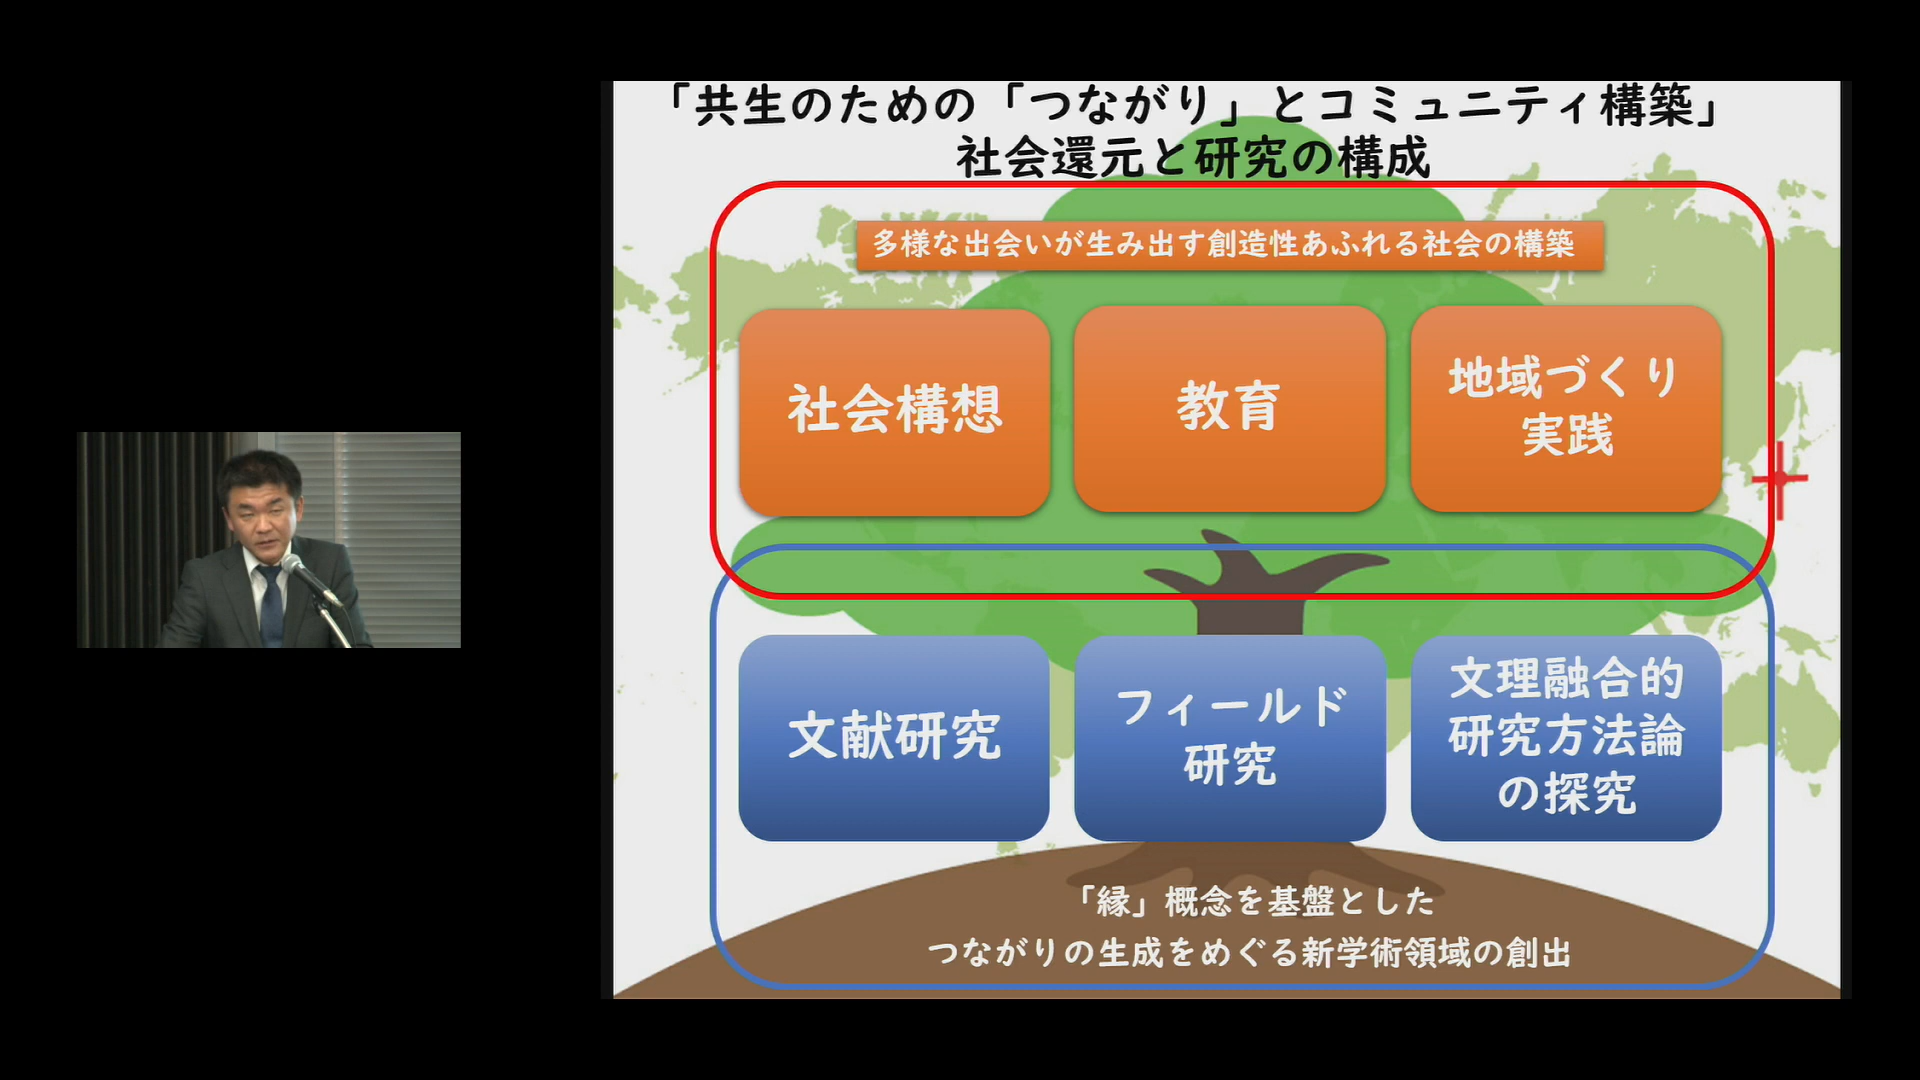 「共生のための「つながり」とコミュニティ構築」
社会還元と研究の構成
多様な出会いが生み出す創造性あふれる社会の構築
社会構想
教育
地域づくり
実践
文献研究
フィールド
研究
文理融合的
研究方法論
の探究
「縁」概念を基盤とした
つながりの生成をめぐる新学術領域の創出